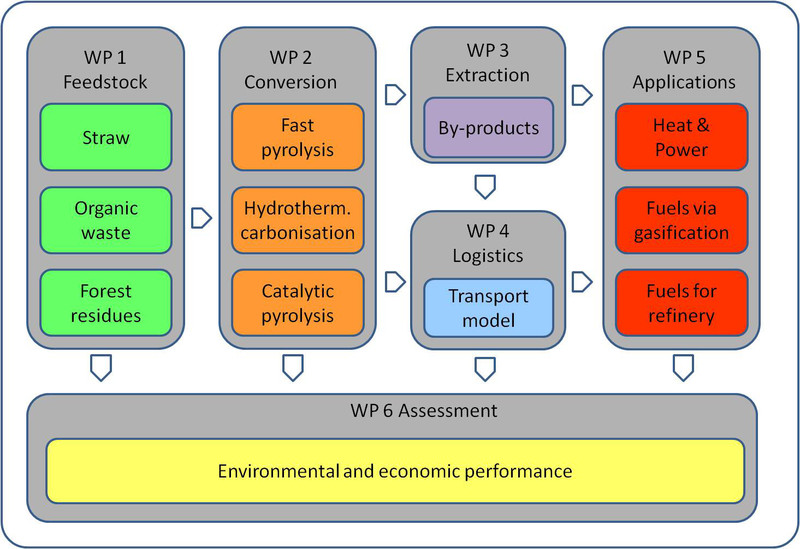 WP 1
Feedstock
Straw
Organic
waste
Forest
residues
WP 2
Conversion
Fast
pyrolysis
Hydrotherm.
carbonisation
Catalytic
pyrolysis
WP 3
Extraction
By-products
WP 4
Logistics
Transport
model
WP 5
Applications
Heat &
Power
Fuels via
gasification
Fuels for
refinery
WP 6 Assessment
Environmental and economic performance